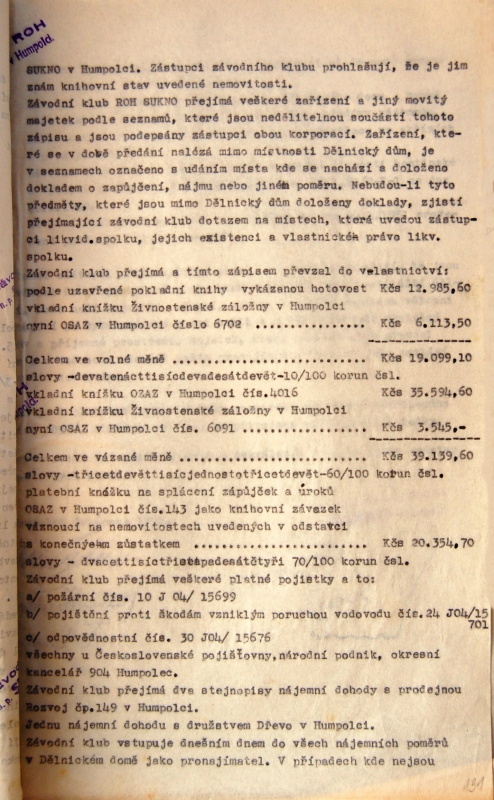 ROH
v Humpolc.
SUKNO v Humpolci. Zástupci závodního klubu prohlašují, že je jim
znám knihovní stav uvedené nemovitosti.
Závodní klub ROH SUKNO přejímá veškeré zařízení a jiný movitý
majetek podle seznamů, které jsou nedělitelnou součástí tohoto
zápisu a jsou podepsány zástupci obou korporací. Zařízení, kte-
ré se v době předání nalézá mimo místnosti Dělnický dům, je
v seznamech označeno s udáním místa kde se nachází a doloženo
dokladem o zapůjčení, nájmu nebo jiném poměru. Nebudou-li tyto
předměty, které jsou mimo Dělnický dům doloženy doklady, zjistí
přejímající závodní klub dotazem na místech, která uvedou zástup-
ci likvid.spolku, jejich existenci a vlastnické právo likv.
spolku.
Závodní klub přejímá a tímto zápisem převzal do vlastnictví:
podle uzavřené pokladní knihy vykázanou hotovost Kčs 12.985,60
vkladní knížku Živnostenské záložny v Humpolci
nyní OSAZ v Humpolci číslo 6702 ................ Kčs 6.113,50
Celkem ve volné měně ............................ Kčs 19.099,10
slovy -devatenácttisícdevadesátdevět-10/100 korun čsl.
vkladní knížku OZAZ v Humpolci čís.4016 Kčs 35.594,60
vkladní knížku Živnostenské záložny v Humpolci
nyní OSAZ v Humpolci čís. 6091 .................. Kčs 3.545,-
Celkem ve vázané měně ........................... Kčs 39.139,60
slovy -třicetdevěttisícjednostotřicetdevět-60/100 korun čsl.
platební knážku na splácení zápůjček a úroků
OSAZ v Humpolci čís.143 jako knihovní závazek
váznoucí na nemovitostech uvedených v odstavci
s konečným zůstatkem ........................ Kčs 20.354,70
slovy - dvacettisíctřistapadesátčtyři 70/100 korun čsl.
Závodní klub přejímá veškeré platné pojistky a to:
a/ požární čís. 10 J 04/ 15699
b/ pojištění proti škodám vzniklým poruchou vodovodu čís.24 J04/15
701
c/ odpovědnostní čís. 30 J04/ 15676
všechny u Československé pojišťovny,národní podnik, okresní
kancelář 904 Humpolec.
Závodní klub přejímá dva stejnopisy nájemní dohody s prodejnou
Rozvoj čp.149 v Humpolci.
Jednu nájemní dohodu s družstvem Dřevo v Humpolci.
Závodní klub vstupuje dnešním dnem do všech nájemních poměrů
v Dělnickém domě jako pronajímatel. V případech kde nejsou
131